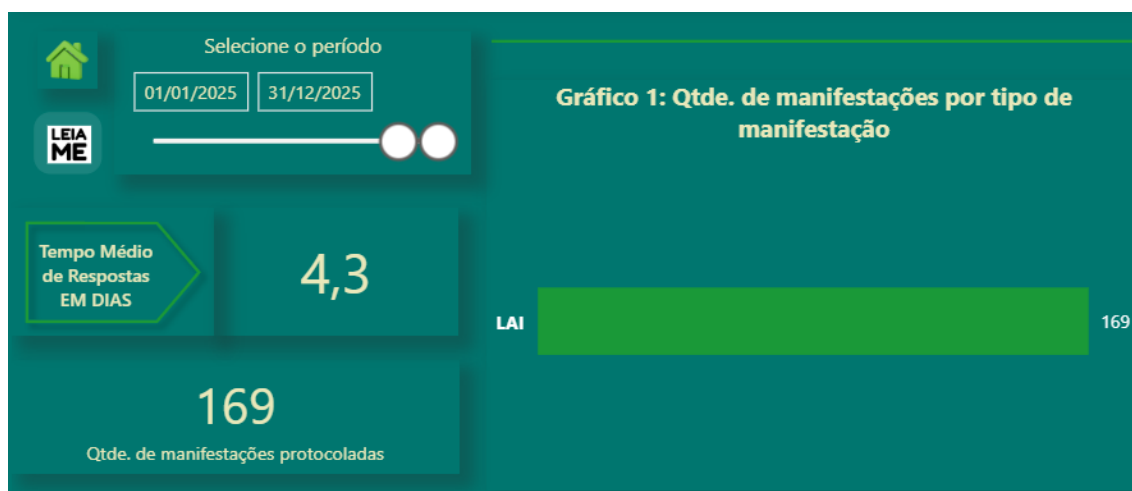 Selecione o período
01/01/2025 31/12/2025
LEIA
ME
Tempo Médio
de Respostas
EM DIAS
4,3
169
Qtde. de manifestações protocoladas
Gráfico 1: Qtde. de manifestações por tipo de
manifestação
LAI 169